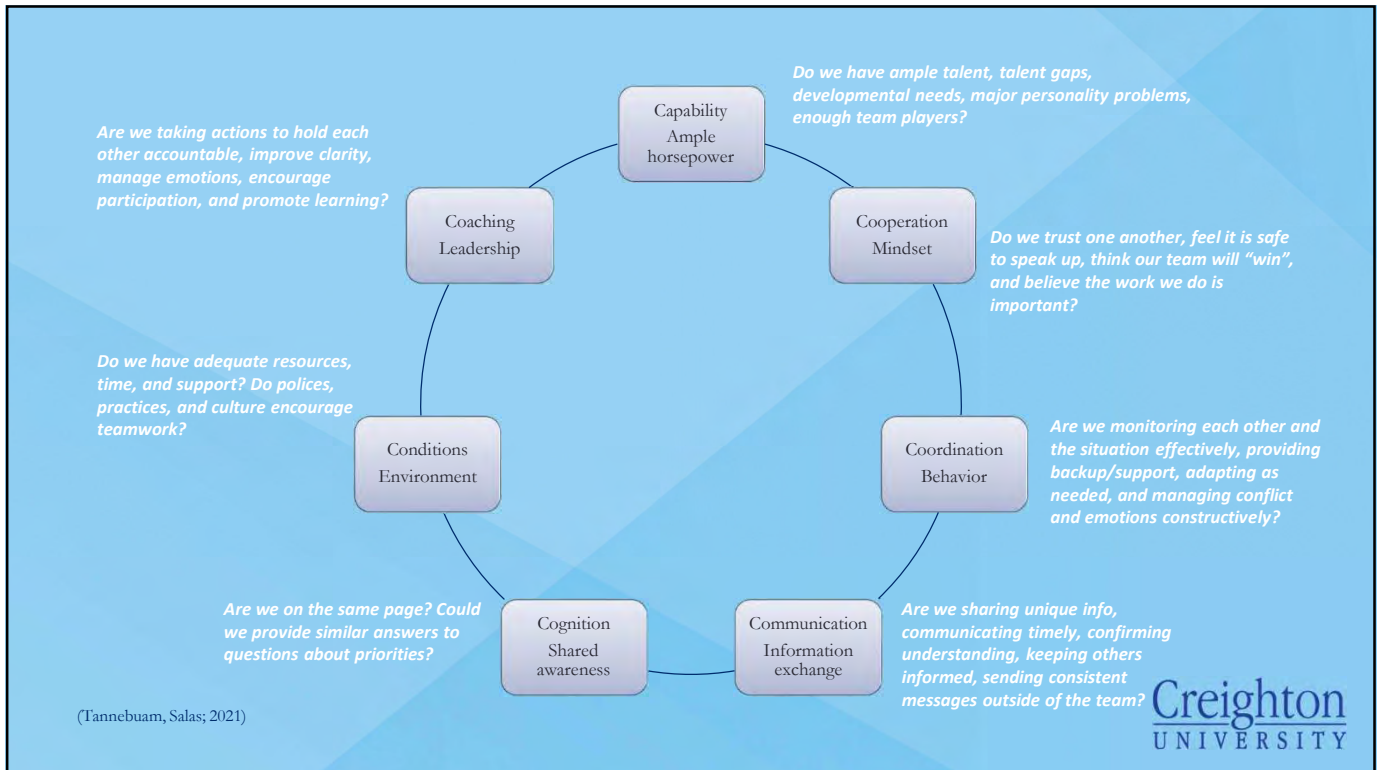 Do we have ample talent, talent gaps,
developmental needs, major personality problems,
enough team players?
Capability
Ample
horsepower
Are we taking actions to hold each
other accountable, improve clarity,
manage emotions, encourage
participation, and promote learning?
Coaching
Leadership
Cooperation
Mindset
Do we trust one another, feel it is safe
to speak up, think our team will “win”,
and believe the work we do is
important?
Do we have adequate resources,
time, and support? Do polices,
practices, and culture encourage
teamwork?
Conditions
Environment
Coordination
Behavior
Are we monitoring each other and
the situation effectively, providing
backup/support, adapting as
needed, and managing conflict
and emotions constructively?
Are we on the same page? Could
we provide similar answers to
questions about priorities?
Cognition
Shared
awareness
Communication
Information
exchange
Are we sharing unique info,
communicating timely, confirming
understanding, keeping others
informed, sending consistent
messages outside of the team?
(Tannebuam, Salas; 2021)
Creighton
UNIVERSITY